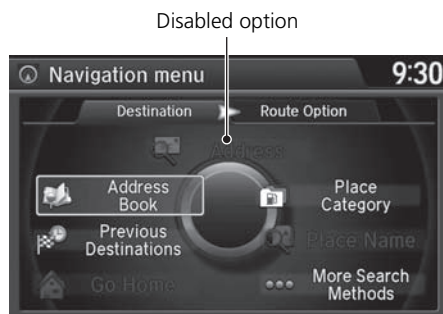 Disabled option
Navigation menu 9:30
Destination Route Option
Address
Address
Book
Place
Category
Previous
Destinations
Place Name
Go Home
More Search
Methods